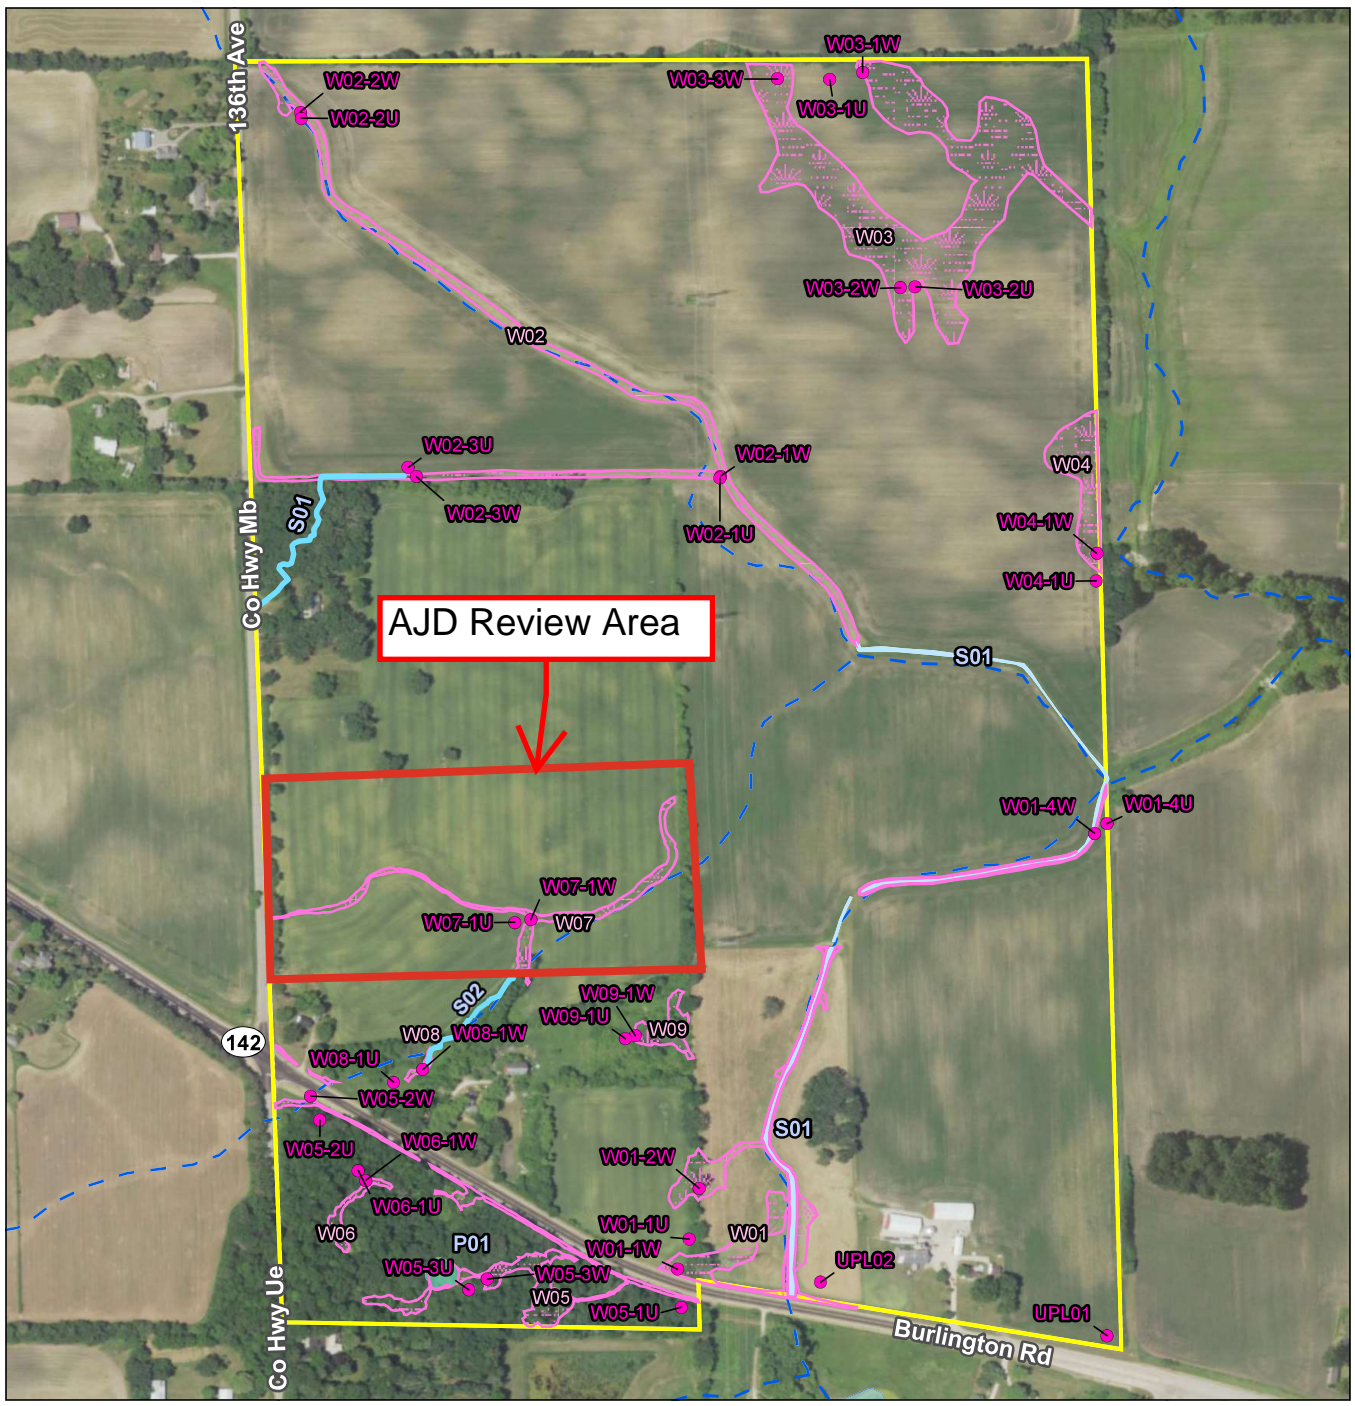 136th Ave
W02-2W
W02-2U
W03-3W
W03-1W
W03-1U
W03
W03-2W
W03-2U
W02
W02-3U
W02-3W
W02-1W
W02-1U
S01
Co Hwy Mb
W04
W04-1W
W04-1U
AJD Review Area
S01
W01-4W
W01-4U
W07-1W
W07-1U
W07
S02
W09-1W
W09-1U
W09
W08
W08-1W
142
W08-1U
W05-2W
W05-2U
W06-1W
W06-1U
W06
S01
W01-2W
W01-1U
W01-1W
W01
P01
W05-3U
W05-3W
W05
W05-1U
UPL02
UPL01
Co Hwy Ue
Burlington Rd